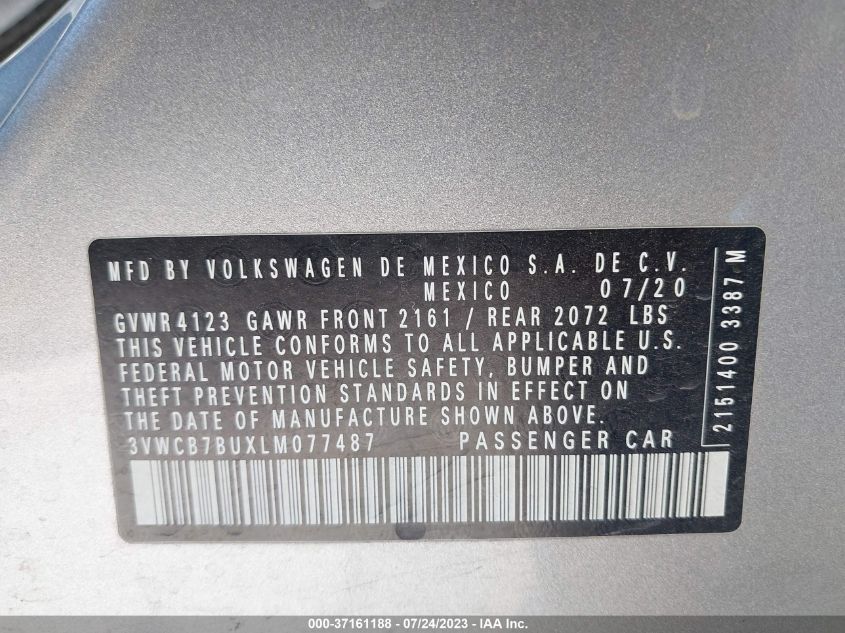 MFD BY VOLKSWAGEN DE MEXICO S.A. DE C.V.
MEXICO 07/20
GVWR 4123 GAWR FRONT 2161 / REAR 2072 LBS
THIS VEHICLE CONFORMS TO ALL APPLICABLE U.S.
FEDERAL MOTOR VEHICLE SAFETY, BUMPER AND
THEFT PREVENTION STANDARDS IN EFFECT ON
THE DATE OF MANUFACTURE SHOWN ABOVE.
3VWCB7BUXLM077487 PASSENGER CAR
2151400 3387 M
000-37161188 - 07/24/2023 - IAA Inc.